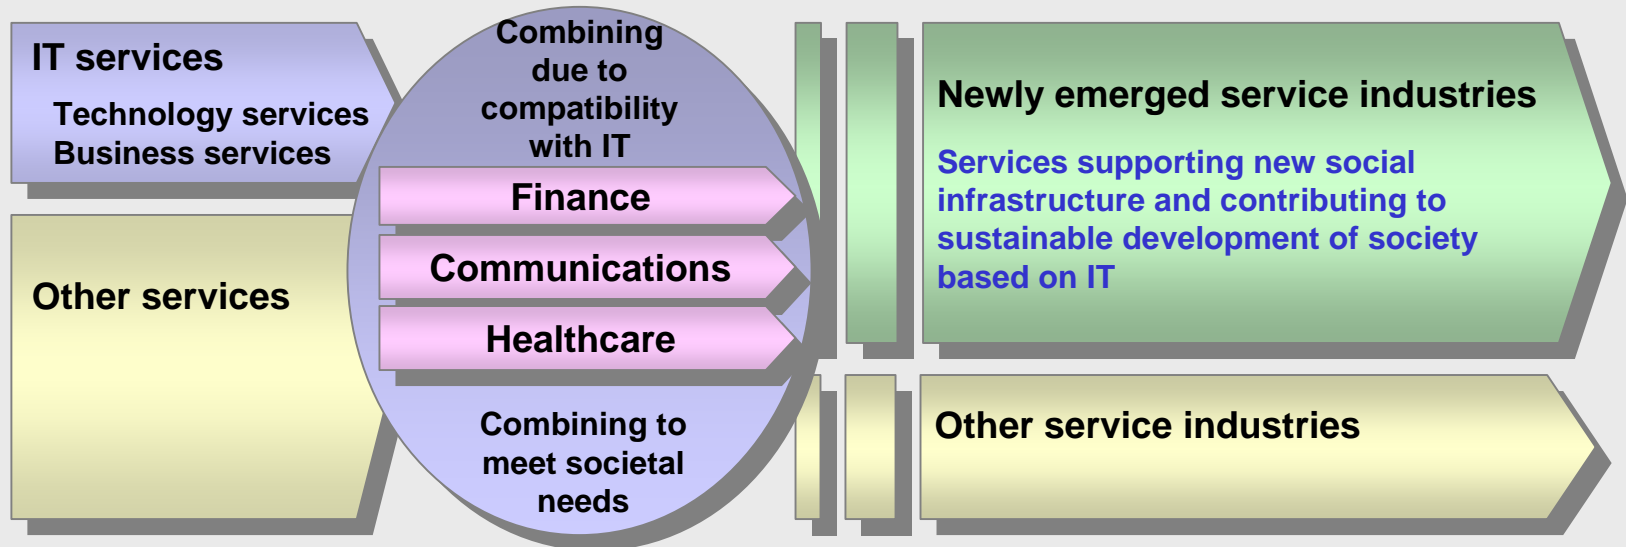 IT services
Technology services
Business services
Other services
Combining
due to
compatibility
with IT
Finance
Communications
Healthcare
Combining to
meet societal
needs
Newly emerged service industries
Services supporting new social
infrastructure and contributing to
sustainable development of society
based on IT
Other service industries